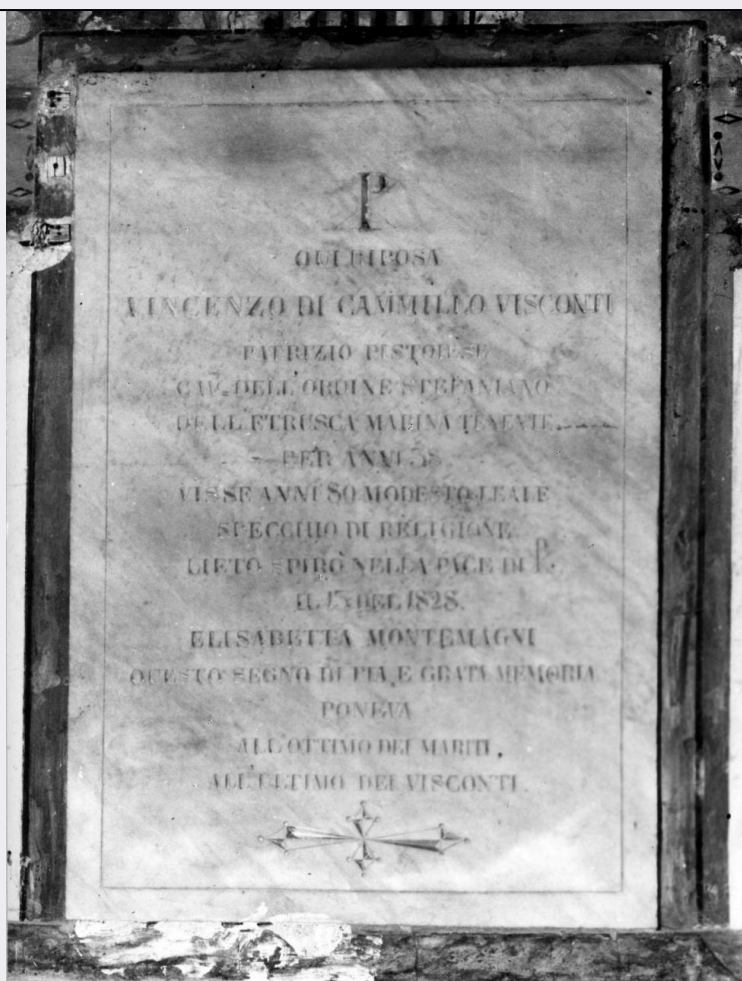 P
QUI RIPOSA
VINCENZO DI CAMMILLO VISCONTI
PATRIZIO PISTOIESE
CAV. DELL'ORDINE STEFANIANO
DELL'ETRUSCA MARINA TENENTE
PER ANNI 38
VISSE ANNI 80 MODESTO LEALE
SPECCHIO DI RELIGIONE
LIETO SPIRÒ NELLA PACE DI P.
IL DEL 1828.
ELISABETTA MONTEMAGNI
QUESTO SEGNO DI PIA, E GRATA MEMORIA
PONEVA
ALL'OTTIMO DEI MARITI,
ALL'ULTIMO DEI VISCONTI.